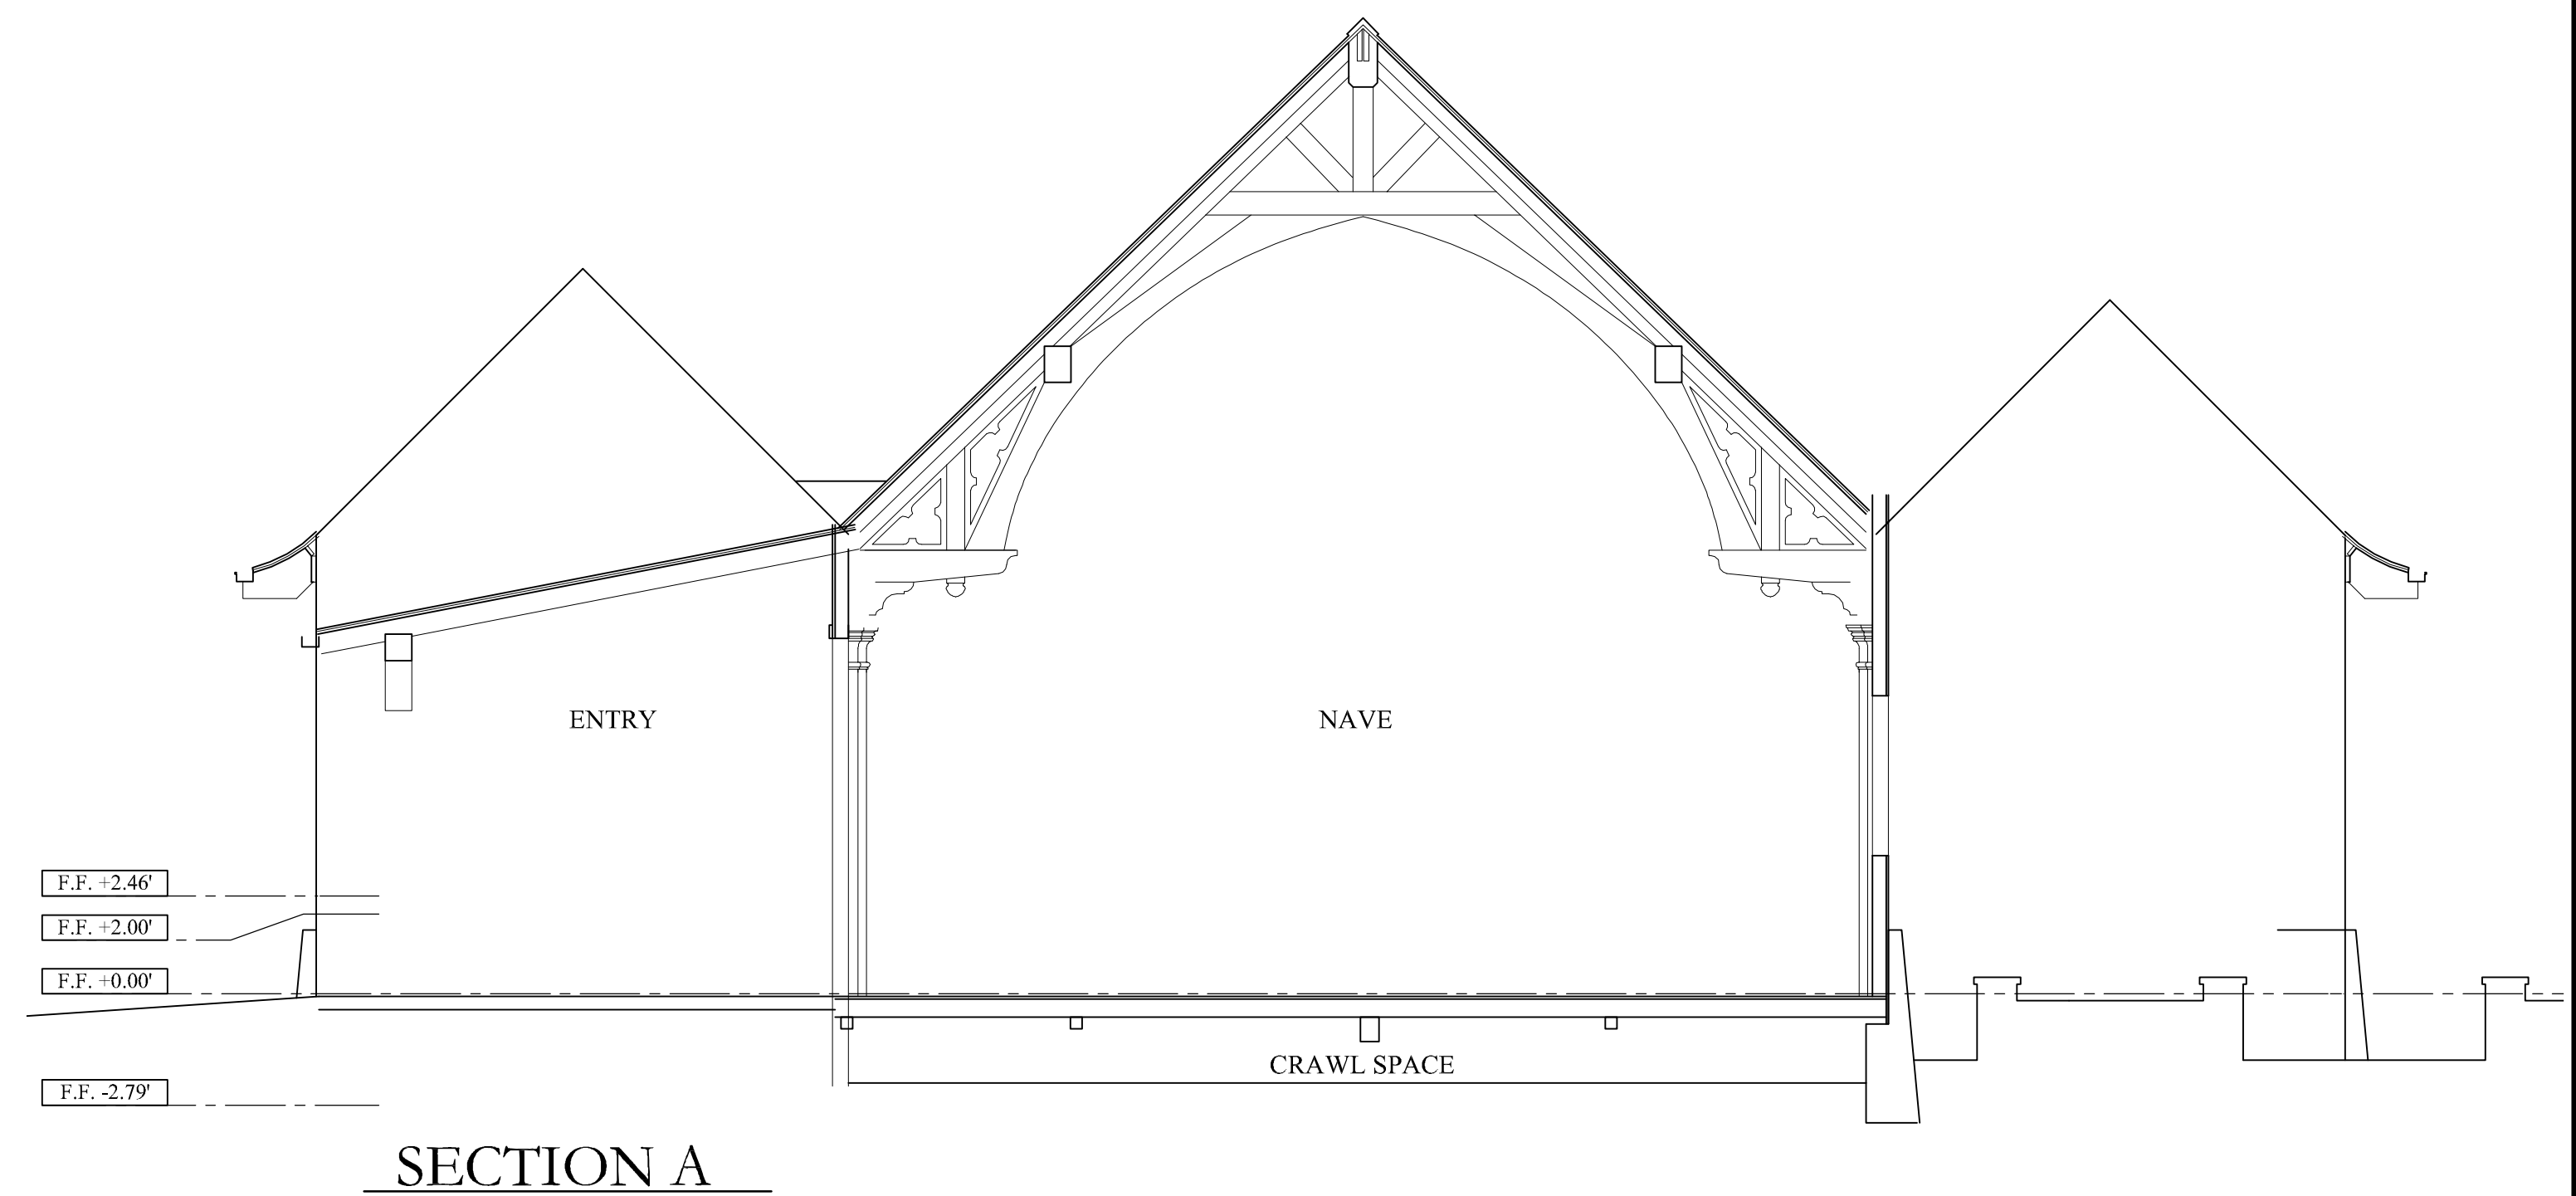 ENTRY
NAVE
F.F. +2.46'
F.F. +2.00'
F.F. +0.00'
CRAWL SPACE
F.F. -2.79'
SECTION A